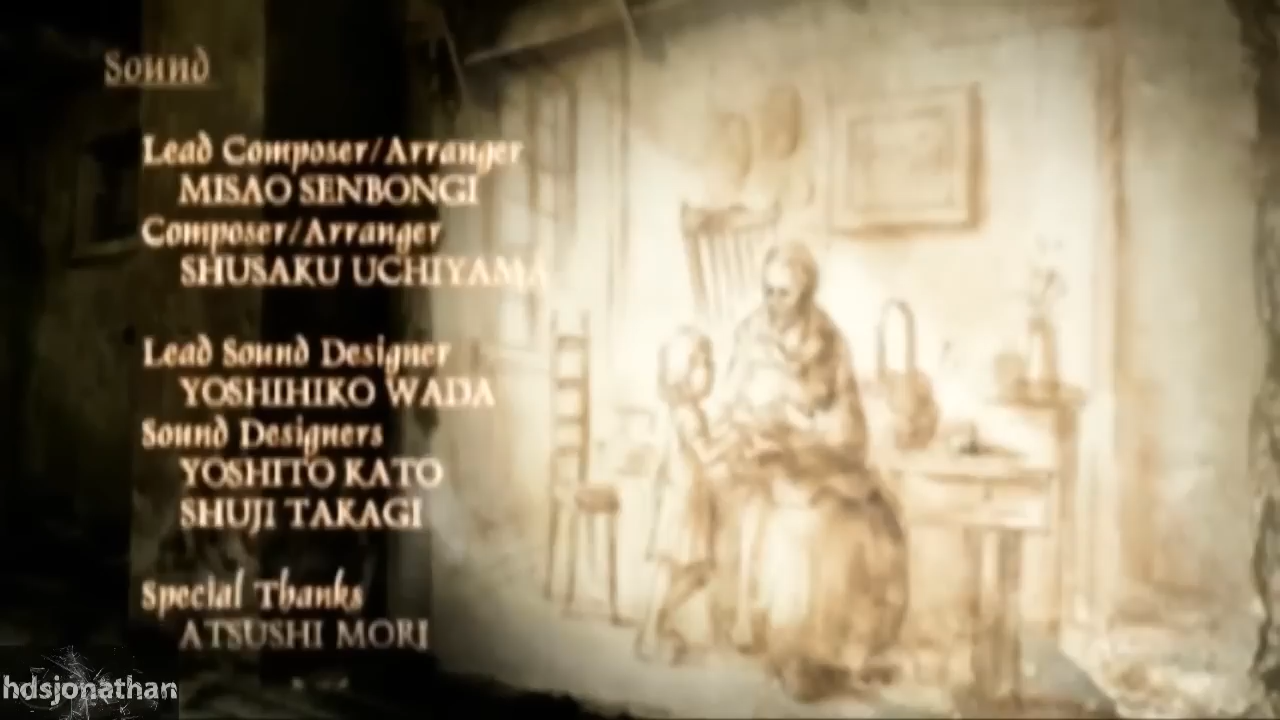 Sound
Lead Composer/Arranger
MISAO SENBONGI
Composer/Arranger
SHUSAKU UCHIYAMA
Lead Sound Designer
YOSHIHIKO WADA
Sound Designers
YOSHITO KATO
SHUJI TAKAGI
Special Thanks
ATSUSHI MORI
hdsjonathan